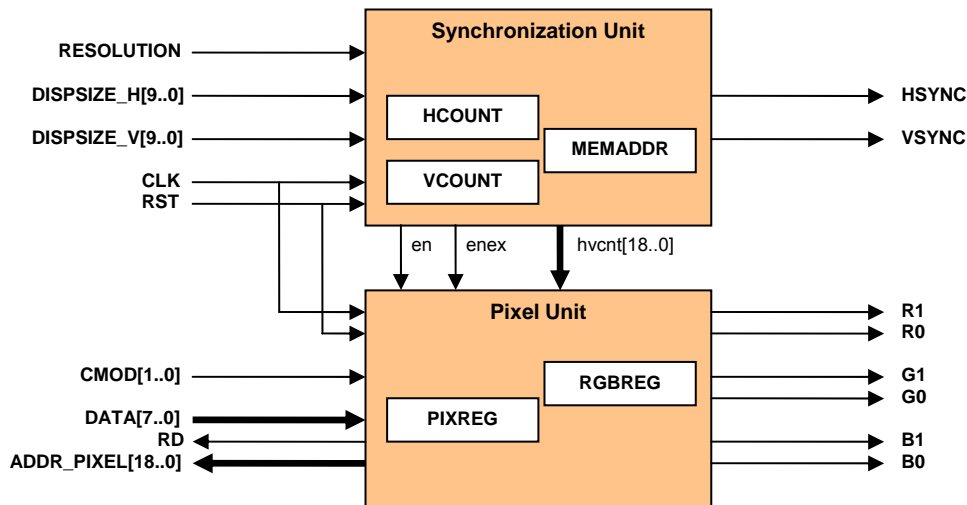 Synchronization Unit
RESOLUTION
DISPSIZE_H[9..0]
HSYNC
HCOUNT
DISPSIZE_V[9..0]
VSYNC
MEMADDR
CLK
VCOUNT
RST
en
enex
hvcnt[18..0]
Pixel Unit
R1
R0
CMOD[1..0]
RGBREG
G1
G0
DATA[7..0]
PIXREG
RD
B1
ADDR_PIXEL[18..0]
B0